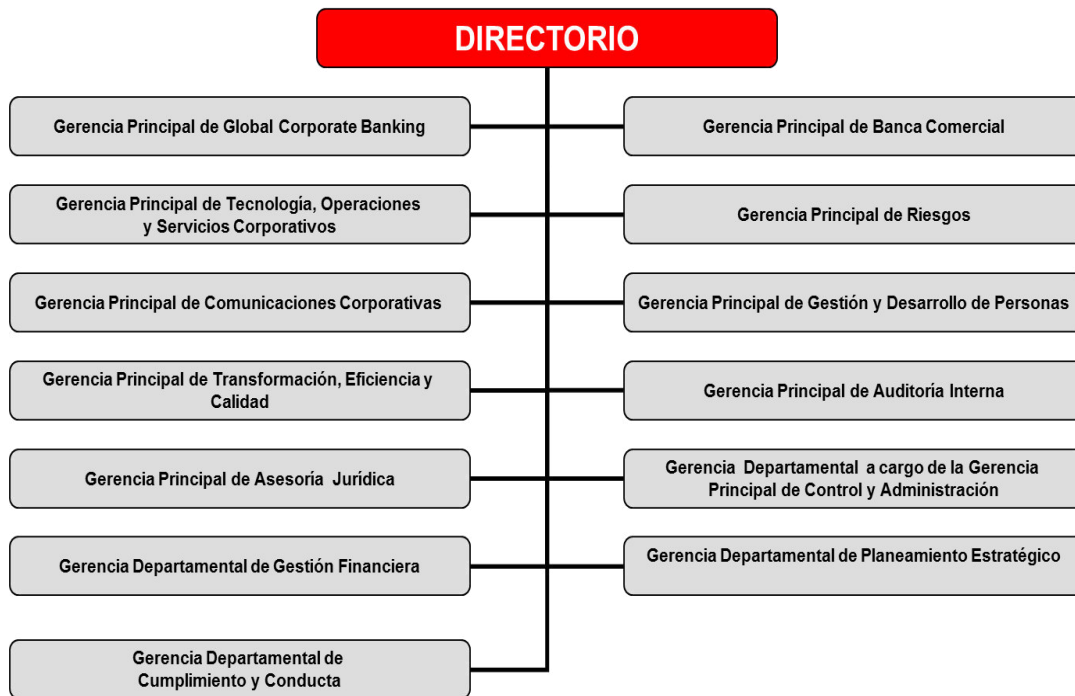 DIRECTORIO
Gerencia Principal de Global Corporate Banking
Gerencia Principal de Banca Comercial
Gerencia Principal de Tecnología, Operaciones
y Servicios Corporativos
Gerencia Principal de Riesgos
Gerencia Principal de Comunicaciones Corporativas
Gerencia Principal de Gestión y Desarrollo de Personas
Gerencia Principal de Transformación, Eficiencia y
Calidad
Gerencia Principal de Auditoría Interna
Gerencia Principal de Asesoría Jurídica
Gerencia Departamental a cargo de la Gerencia
Principal de Control y Administración
Gerencia Departamental de Gestión Financiera
Gerencia Departamental de Planeamiento Estratégico
Gerencia Departamental de
Cumplimiento y Conducta